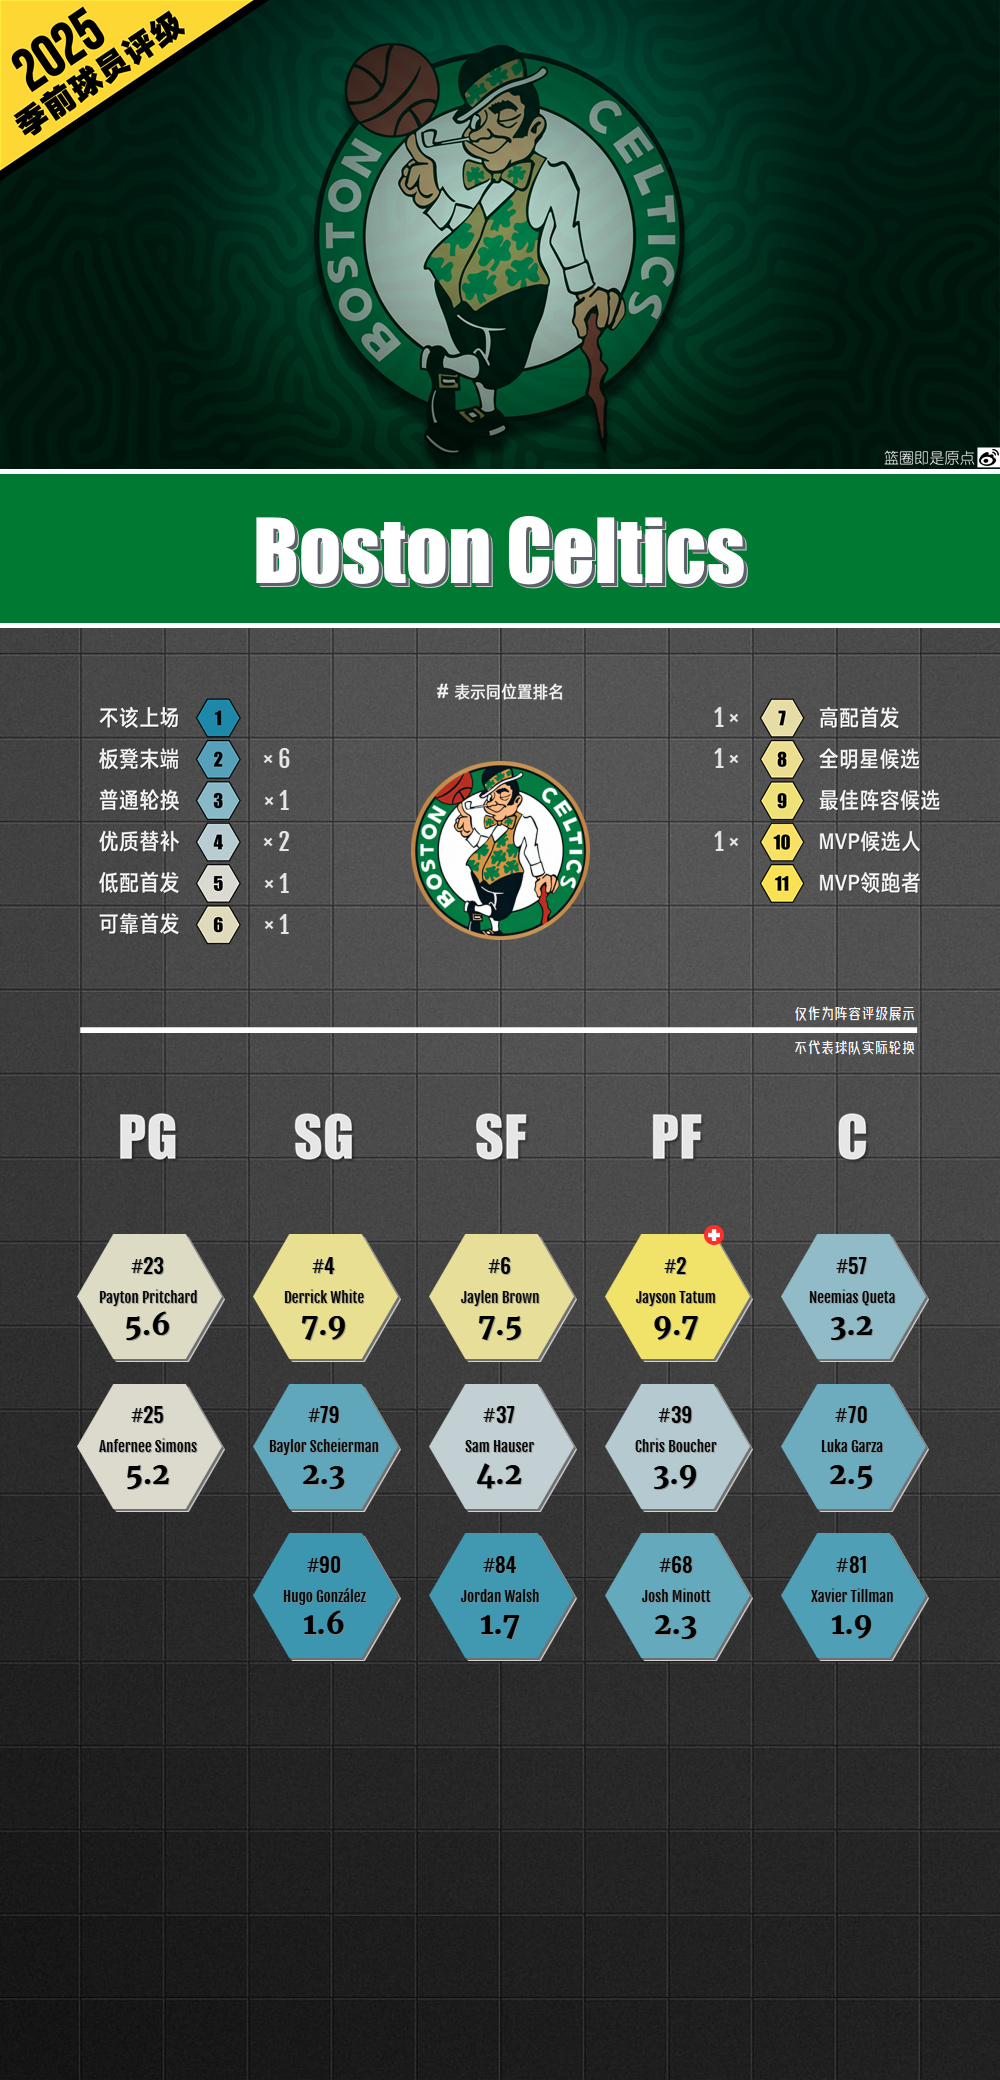 2025
季前球员评级
BOSTON CELTICS
篮圈即是原点
Boston Celtics
# 表示同位置排名
不该上场 1
板凳末端 2 ×6
普通轮换 3 ×1
优质替补 4 ×2
低配首发 5 ×1
可靠首发 6 ×1
BOSTON CELTICS
1× 7 高配首发
1× 8 全明星候选
9 最佳阵容候选
1× 10 MVP候选人
11 MVP领跑者
仅作为阵容评级展示
不代表球队实际轮换
PG SG SF PF C
#23 #4 #6 #2 #57
Payton Pritchard Derrick White Jaylen Brown Jayson Tatum Neemias Queta
5.6 7.9 7.5 9.7 3.2
#25 #79 #37 #39 #70
Anfernee Simons Baylor Scheierman Sam Hauser Chris Boucher Luka Garza
5.2 2.3 4.2 3.9 2.5
#90 #84 #68 #81
Hugo González Jordan Walsh Josh Minott Xavier Tillman
1.6 1.7 2.3 1.9